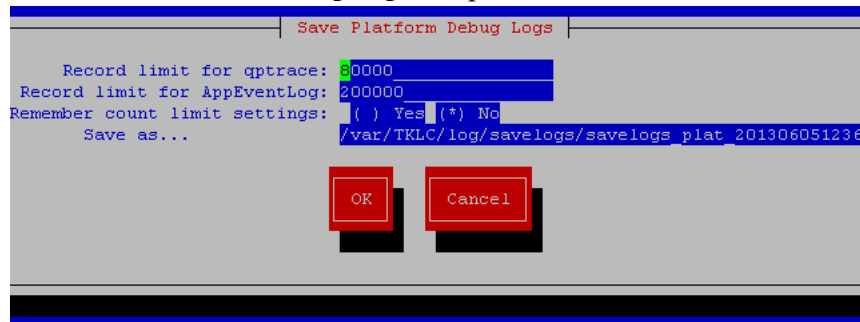 Save Platform Debug Logs
Record limit for qptrace: 80000
Record limit for AppEventLog: 200000
Remember count limit settings: ( ) Yes (*) No
Save as... /var/TKLC/log/savelogs/savelogs_plat_201306051236
OK Cancel